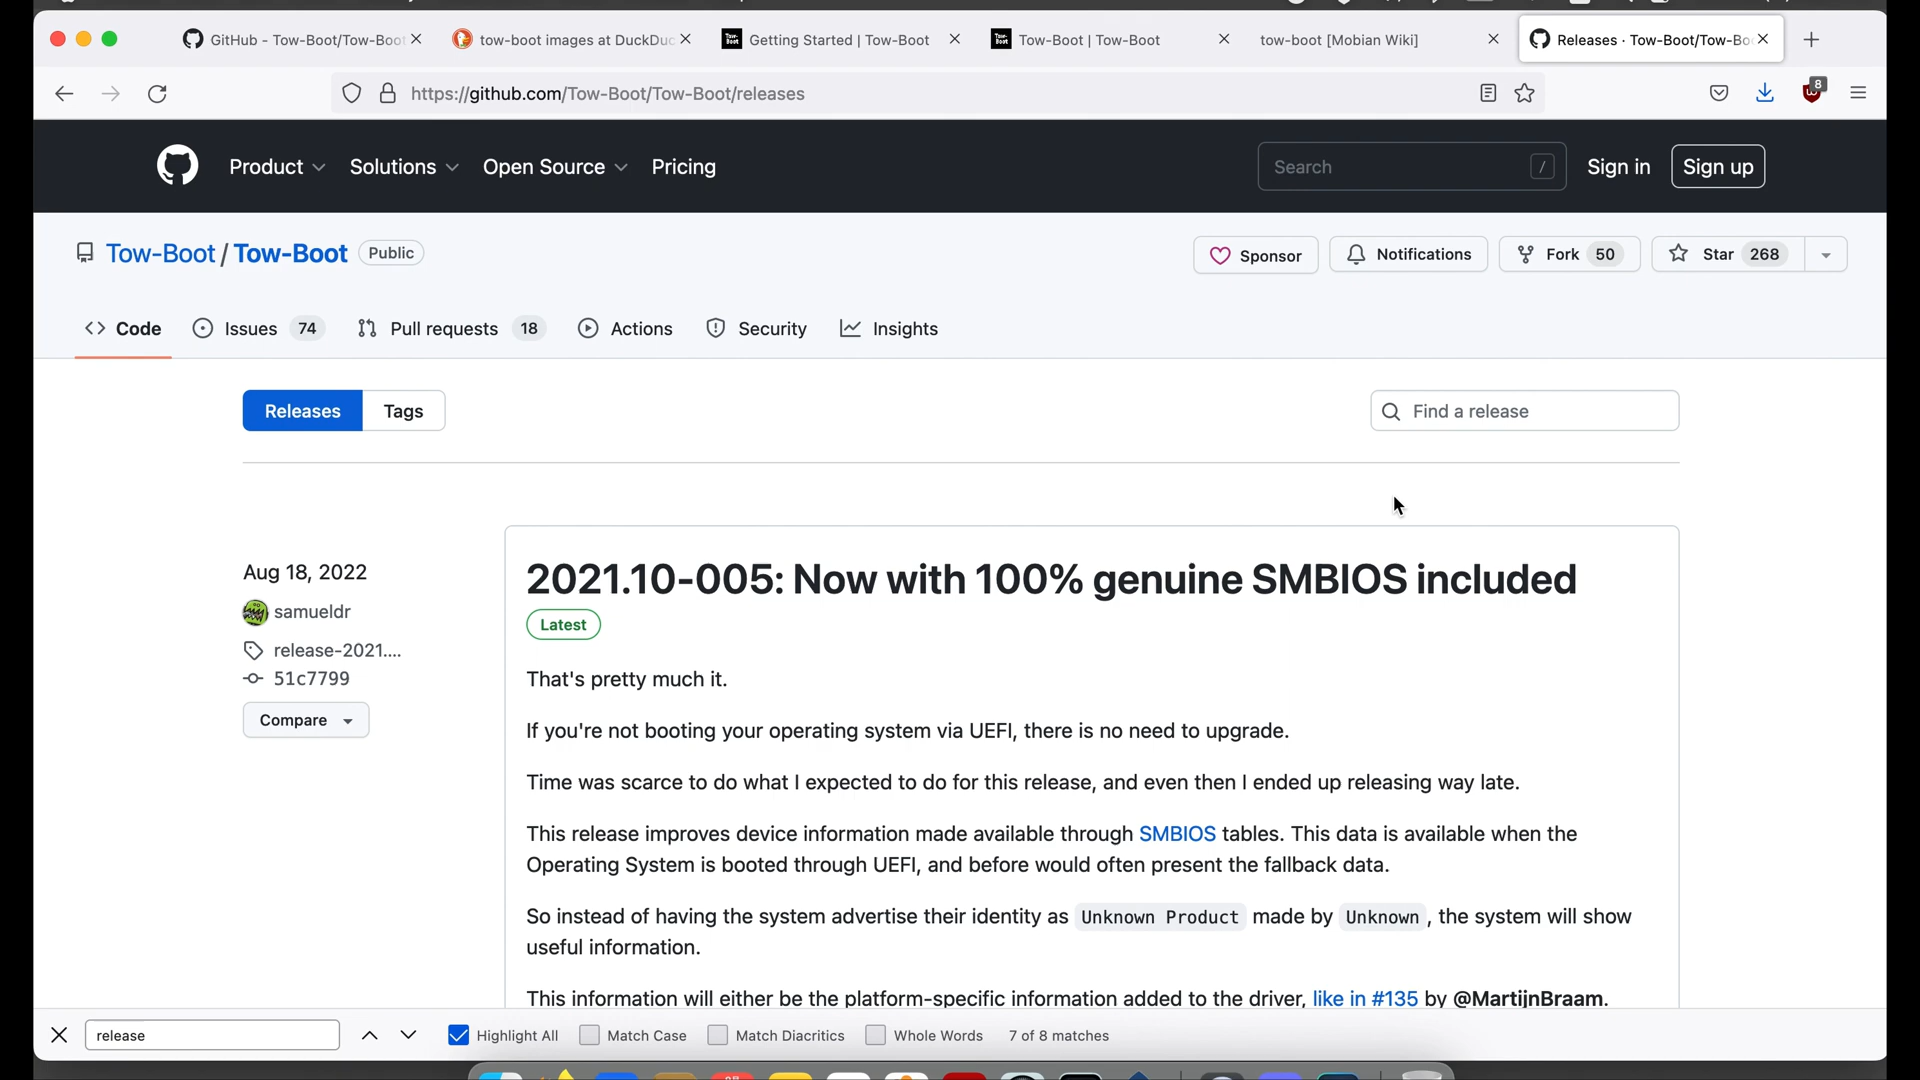 GitHub - Tow-Boot/Tow-Boot
tow-boot images at DuckDuc
Getting Started | Tow-Boot
Tow-Boot | Tow-Boot
tow-boot [Mobian Wiki]
Releases · Tow-Boot/Tow-Bo
https://github.com/Tow-Boot/Tow-Boot/releases
8
Product
Solutions
Open Source
Pricing
Search
/
Sign in
Sign up
Tow-Boot / Tow-Boot
Public
Sponsor
Notifications
Fork 50
Star 268
Code
Issues 74
Pull requests 18
Actions
Security
Insights
Releases
Tags
Find a release
Aug 18, 2022
samueldr
release-2021....
51c7799
Compare
2021.10-005: Now with 100% genuine SMBIOS included
Latest
That's pretty much it.
If you're not booting your operating system via UEFI, there is no need to upgrade.
Time was scarce to do what I expected to do for this release, and even then I ended up releasing way late.
This release improves device information made available through SMBIOS tables. This data is available when the
Operating System is booted through UEFI, and before would often present the fallback data.
So instead of having the system advertise their identity as Unknown Product made by Unknown, the system will show
useful information.
This information will either be the platform-specific information added to the driver, like in #135 by @MartijnBraam.
release
Highlight All
Match Case
Match Diacritics
Whole Words
7 of 8 matches